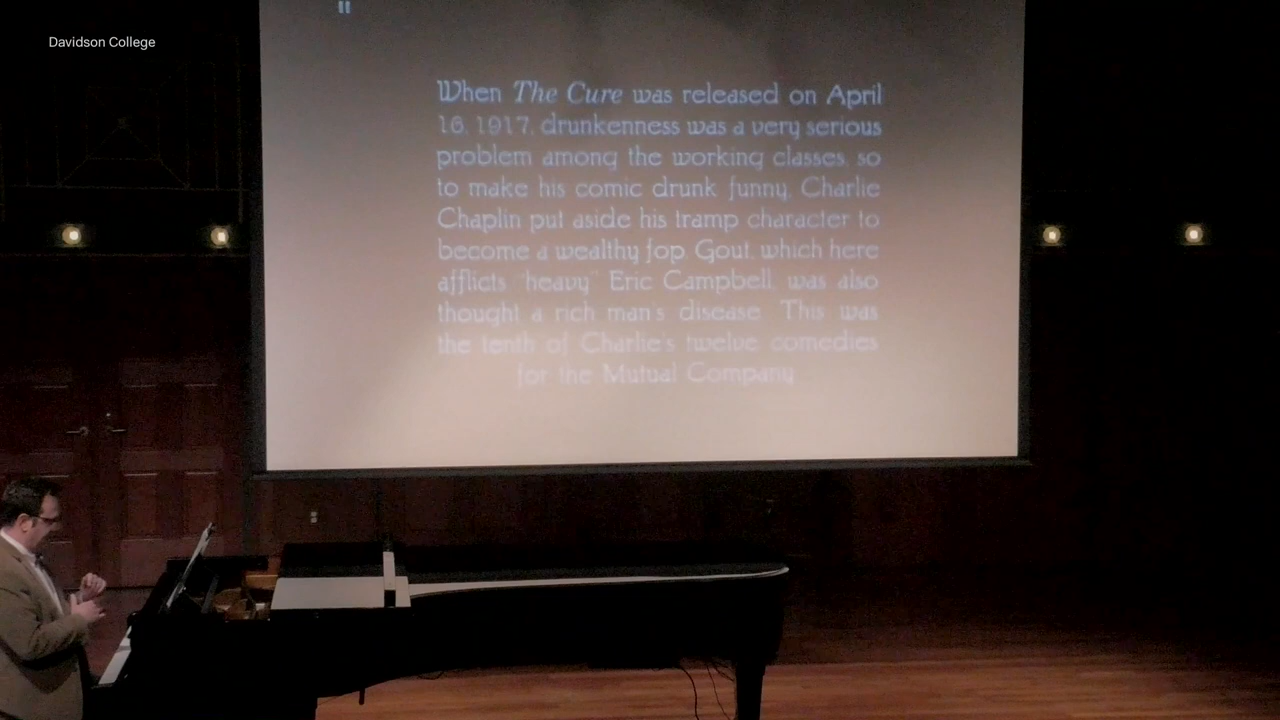 Davidson College
When The Cure was released on April
16, 1917, drunkenness was a very serious
problem among the working classes, so
to make his comic drunk funny, Charlie
Chaplin put aside his tramp character to
become a wealthy fop. Gout, which here
afflicts "heavy" Eric Campbell, was also
thought a rich man's disease. This was
the tenth of Charlie's twelve comedies
for the Mutual Company